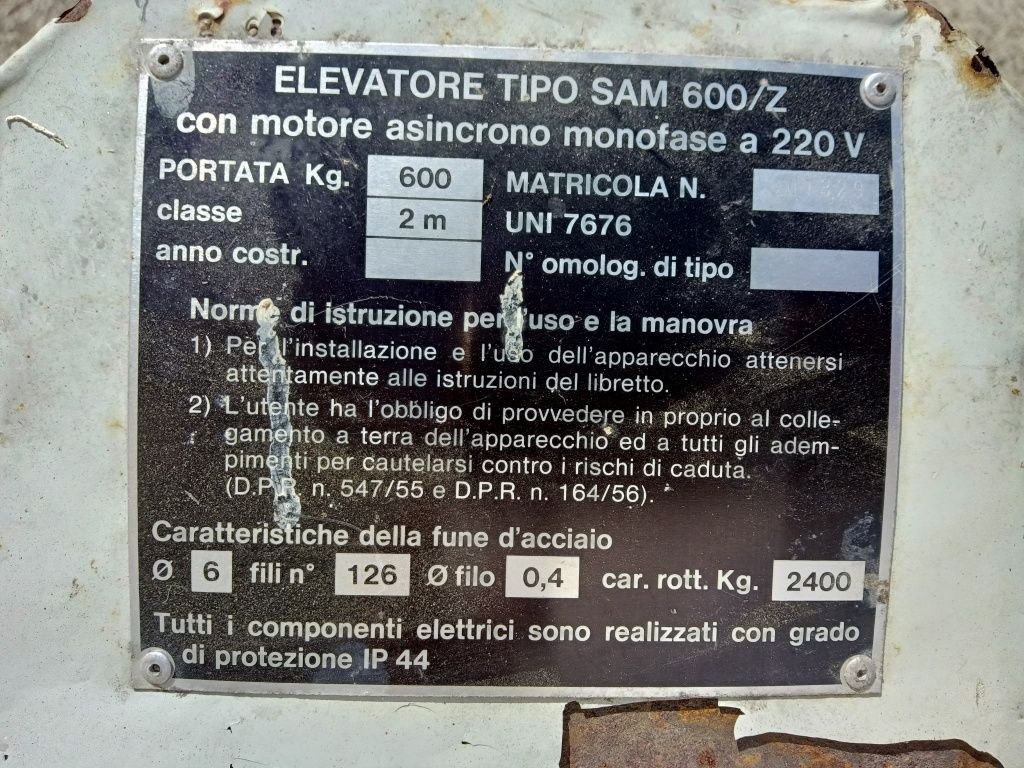 ELEVATORE TIPO SAM 600/Z
con motore asincrono monofase a 220 V
PORTATA Kg. 600 MATRICOLA N.
classe 2 m UNI 7676
anno costr. N° omolog. di tipo
Norme di istruzione per l'uso e la manovra
1) Per l'installazione e l'uso dell'apparecchio attenersi
attentamente alle istruzioni del libretto.
2) L'utente ha l'obbligo di provvedere in proprio al colle-
gamento a terra dell'apparecchio ed a tutti gli adem-
pimenti per cautelarsi contro i rischi di caduta.
(D.P.R. n. 547/55 e D.P.R. n. 164/56).
Caratteristiche della fune d'acciaio
Ø 6 fili n° 126 Ø filo 0,4 car. rott. Kg. 2400
Tutti i componenti elettrici sono realizzati con grado
di protezione IP 44